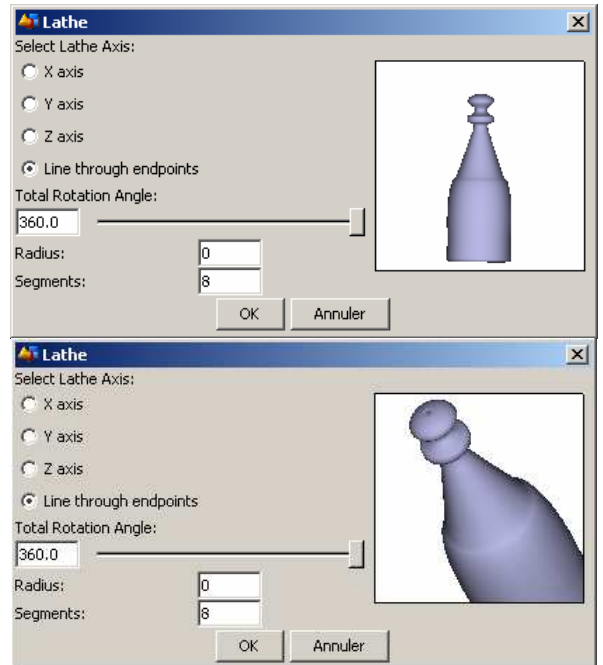 Lathe
Select Lathe Axis:
X axis
Y axis
Z axis
Line through endpoints
Total Rotation Angle:
360.0
Radius: 0
Segments: 8
OK Annuler
Lathe
Select Lathe Axis:
X axis
Y axis
Z axis
Line through endpoints
Total Rotation Angle:
360.0
Radius: 0
Segments: 8
OK Annuler